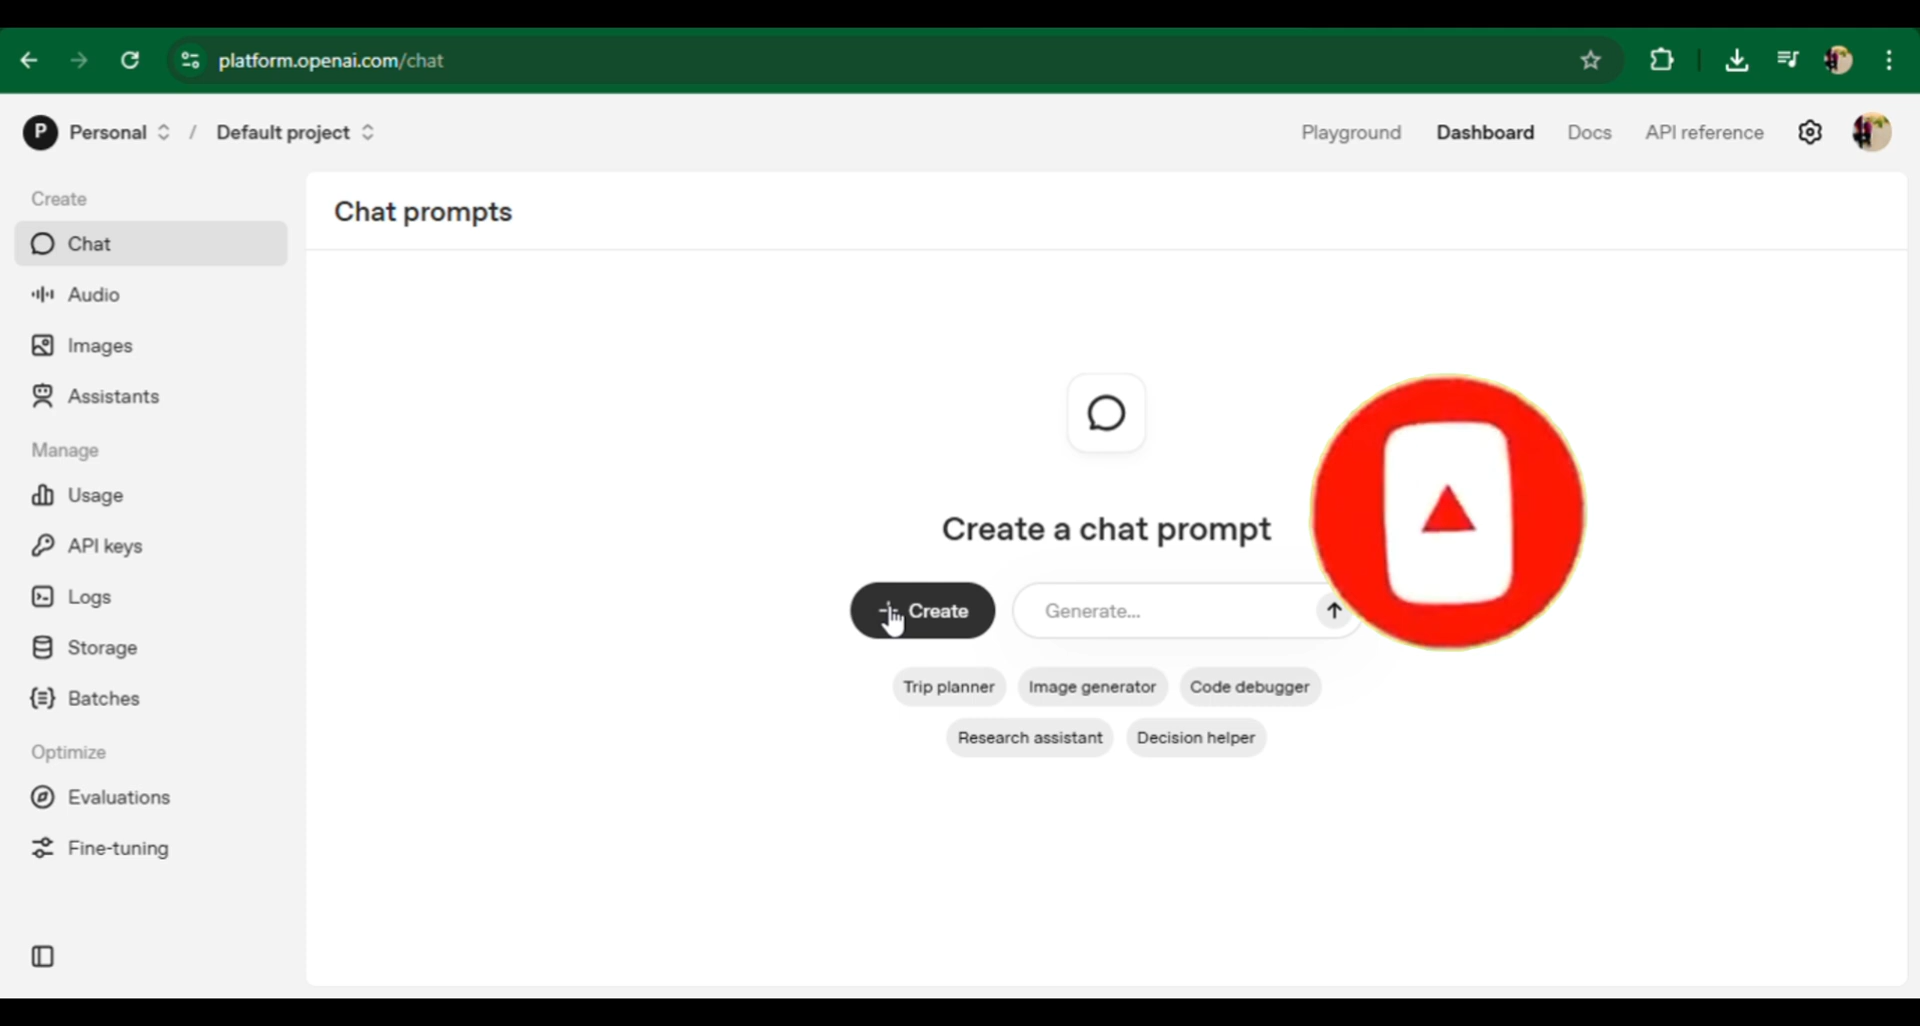 platform.openai.com/chat
P Personal / Default project
Playground Dashboard Docs API reference
Create
Chat
Audio
Images
Assistants
Manage
Usage
API keys
Logs
Storage
Batches
Optimize
Evaluations
Fine-tuning
Chat prompts
Create a chat prompt
Create Generate...
Trip planner Image generator Code debugger
Research assistant Decision helper